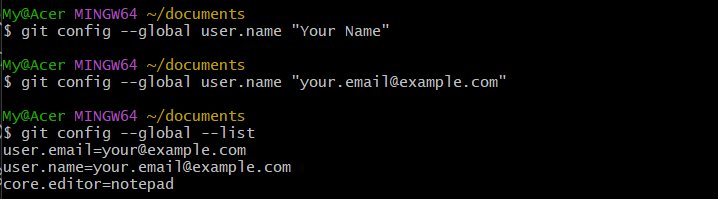 My@Acer MINGW64 ~/documents
$ git config --global user.name "Your Name"
My@Acer MINGW64 ~/documents
$ git config --global user.name "your.email@example.com"
My@Acer MINGW64 ~/documents
$ git config --global --list
user.email=your@example.com
user.name=your.email@example.com
core.editor=notepad